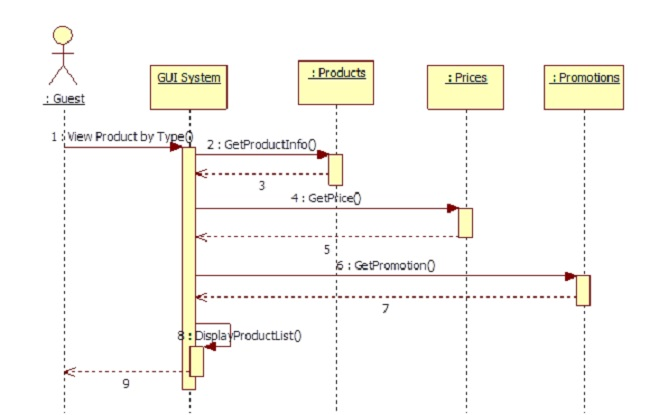 : Guest
GUI System
: Products
: Prices
: Promotions
1 : View Product by Type()
2 : GetProductInfo()
3
4 : GetPrice()
5
6 : GetPromotion()
7
8 : DisplayProductList()
9